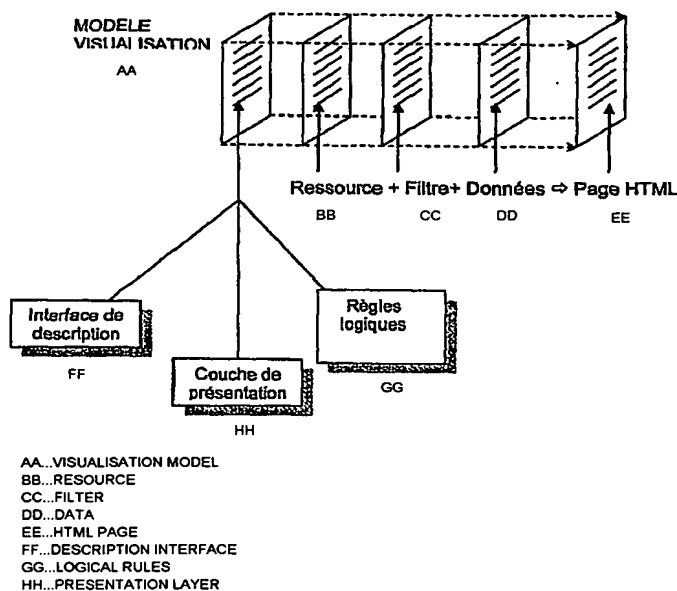 MODELE
VISUALISATION
AA
Ressource + Filtre+ Données ⇨ Page HTML
BB CC DD EE
Interface de
description
FF
Couche de
présentation
HH
Règles
logiques
GG
AA...VISUALISATION MODEL
BB...RESOURCE
CC...FILTER
DD...DATA
EE...HTML PAGE
FF...DESCRIPTION INTERFACE
GG...LOGICAL RULES
HH...PRESENTATION LAYER